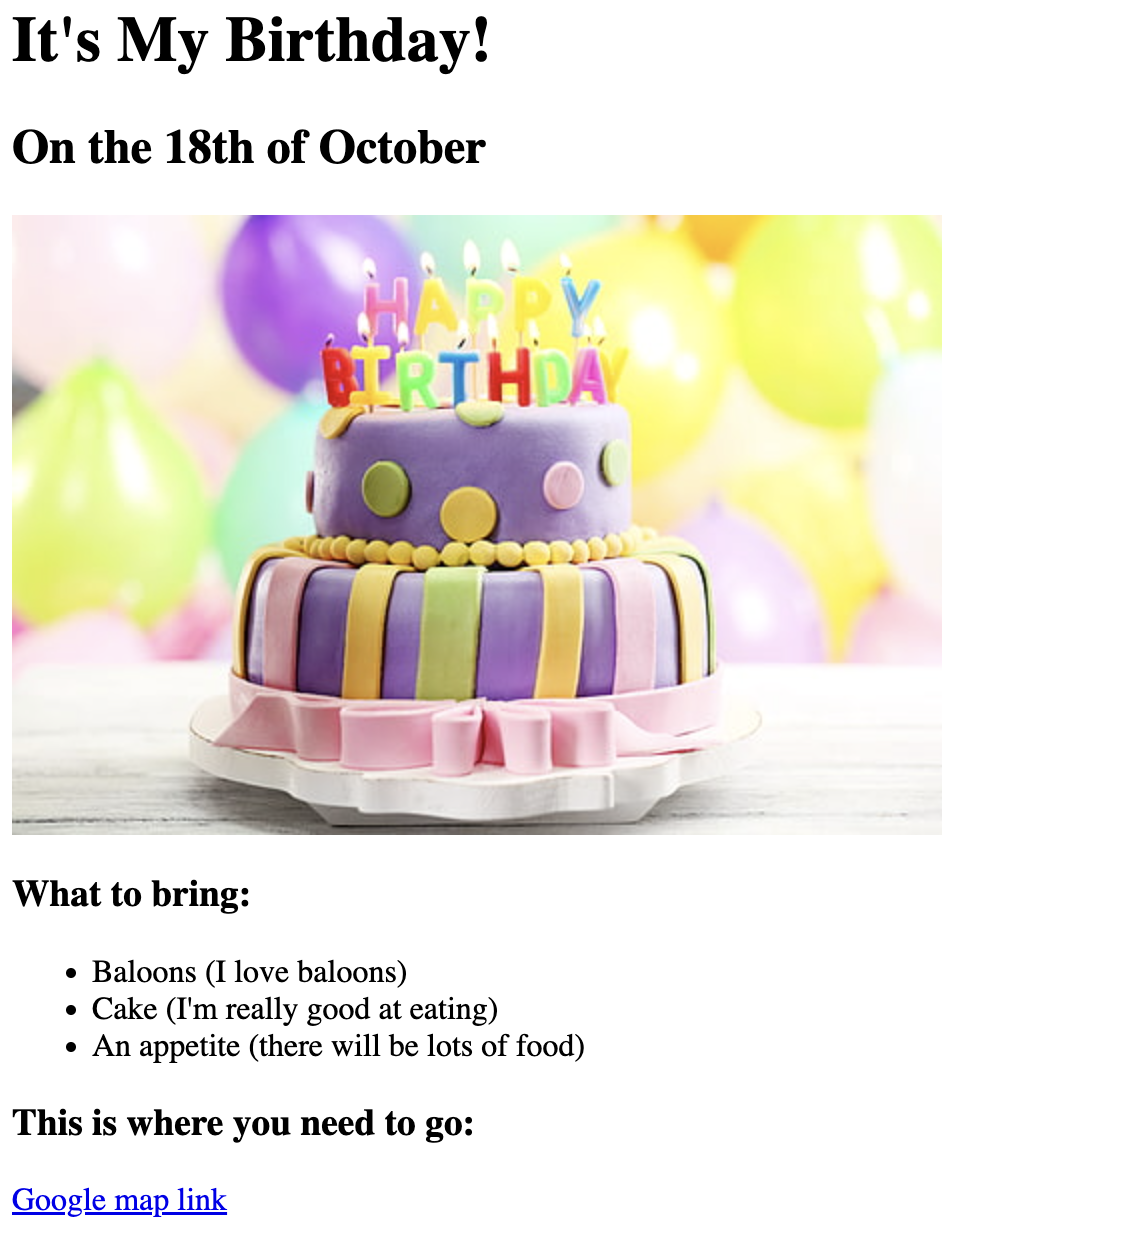 It's My Birthday!
On the 18th of October
HAPPY
BIRTHDAY
What to bring:
Baloons (I love baloons)
Cake (I'm really good at eating)
An appetite (there will be lots of food)
This is where you need to go:
Google map link